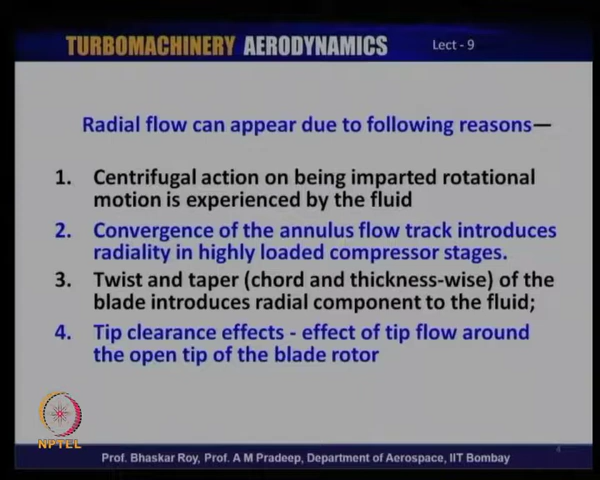 TURBOMACHINERY AERODYNAMICS Lect - 9
Radial flow can appear due to following reasons—
1. Centrifugal action on being imparted rotational
motion is experienced by the fluid
2. Convergence of the annulus flow track introduces
radiality in highly loaded compressor stages.
3. Twist and taper (chord and thickness-wise) of the
blade introduces radial component to the fluid;
4. Tip clearance effects - effect of tip flow around
the open tip of the blade rotor
NPTEL
Prof. Bhaskar Roy, Prof. A M Pradeep, Department of Aerospace, IIT Bombay